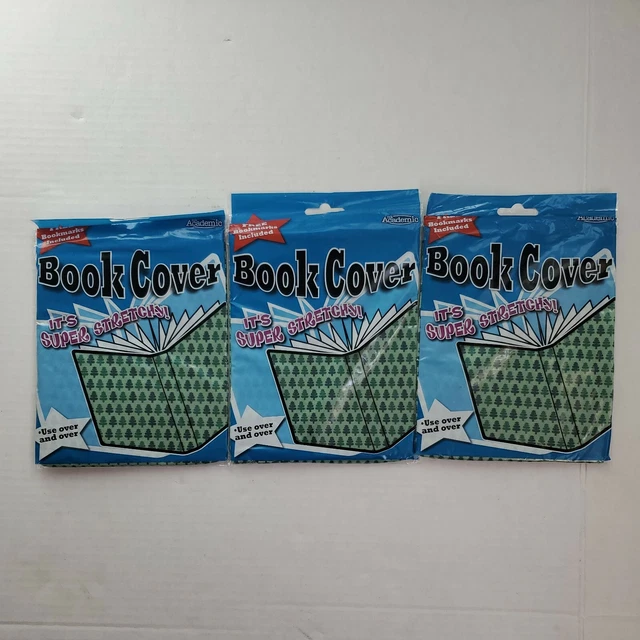 Bookmarks
Included
Academic
Book Cover
IT'S
SUPER STRETCHY!
•Use over
and over
FREE
Bookmarks
Included
Academic
Book Cover
IT'S
SUPER STRETCHY!
•Use over
and over
Bookmarks
Included
Academic
Book Cover
IT'S
SUPER STRETCHY!
•Use over
and over